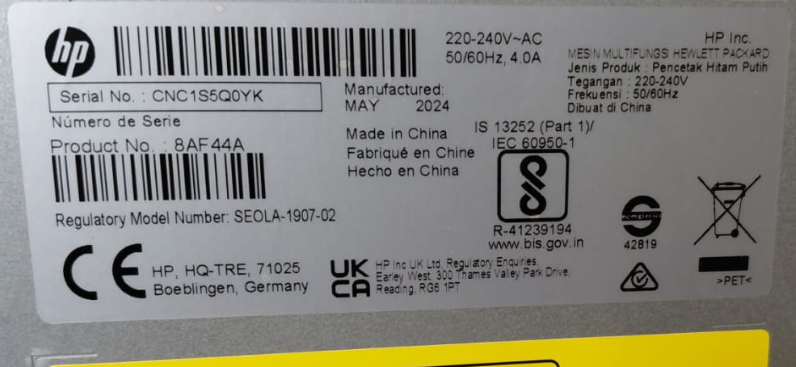 hp
220-240V~AC
50/60Hz, 4.0A
HP Inc.
MESIN MULTIFUNGSI HEWLETT PACKARD
Jenis Produk : Pencetak Hitam Putih
Tegangan : 220-240V
Frekuensi : 50/60Hz
Dibuat di China
Serial No. : CNC1S5Q0YK
Número de Serie
Manufactured:
MAY 2024
Product No. : 8AF44A
Made in China
Fabriqué en Chine
Hecho en China
IS 13252 (Part 1)/
IEC 60950-1
Regulatory Model Number: SEOLA-1907-02
R-41239194
www.bis.gov.in
42819
CE
HP, HQ-TRE, 71025
Boeblingen, Germany
UK
CA
HP Inc UK Ltd, Regulatory Enquiries,
Earley West, 300 Thames Valley Park Drive,
Reading, RG6 1PT
>PET<